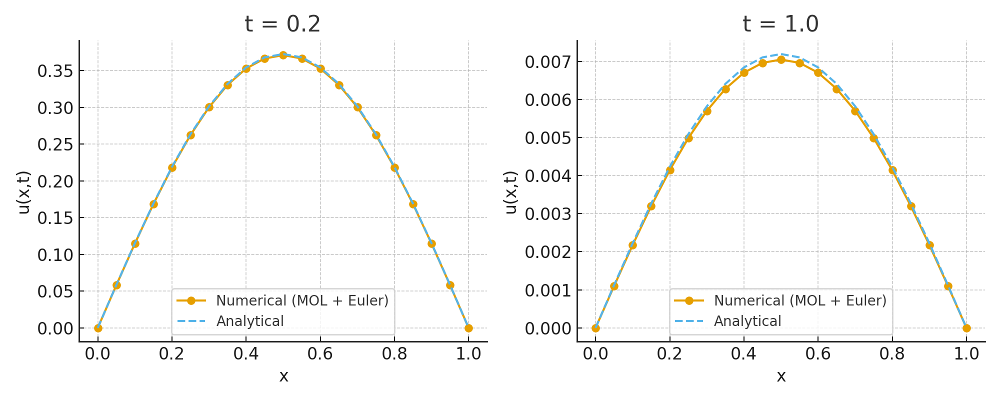 t = 0.2
u(x,t)
0.35
0.30
0.25
0.20
0.15
0.10
0.05
0.00
Numerical (MOL + Euler)
Analytical
0.0 0.2 0.4 0.6 0.8 1.0
x
t = 1.0
u(x,t)
0.007
0.006
0.005
0.004
0.003
0.002
0.001
0.000
Numerical (MOL + Euler)
Analytical
0.0 0.2 0.4 0.6 0.8 1.0
x